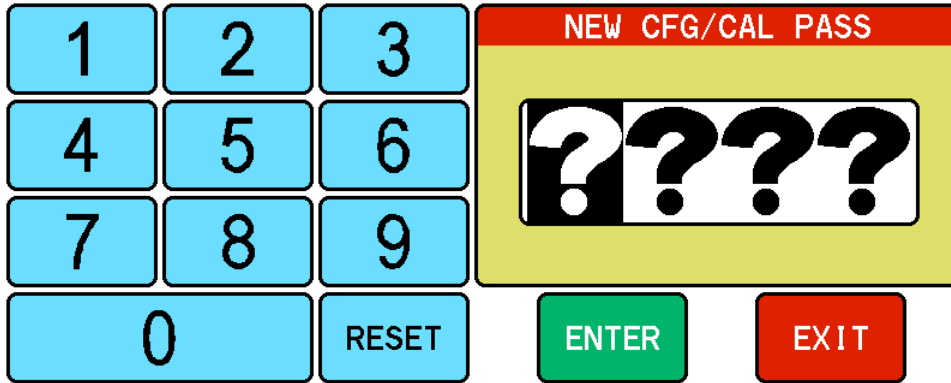 1 2 3
4 5 6
7 8 9
0 RESET
NEW CFG/CAL PASS
????
ENTER EXIT